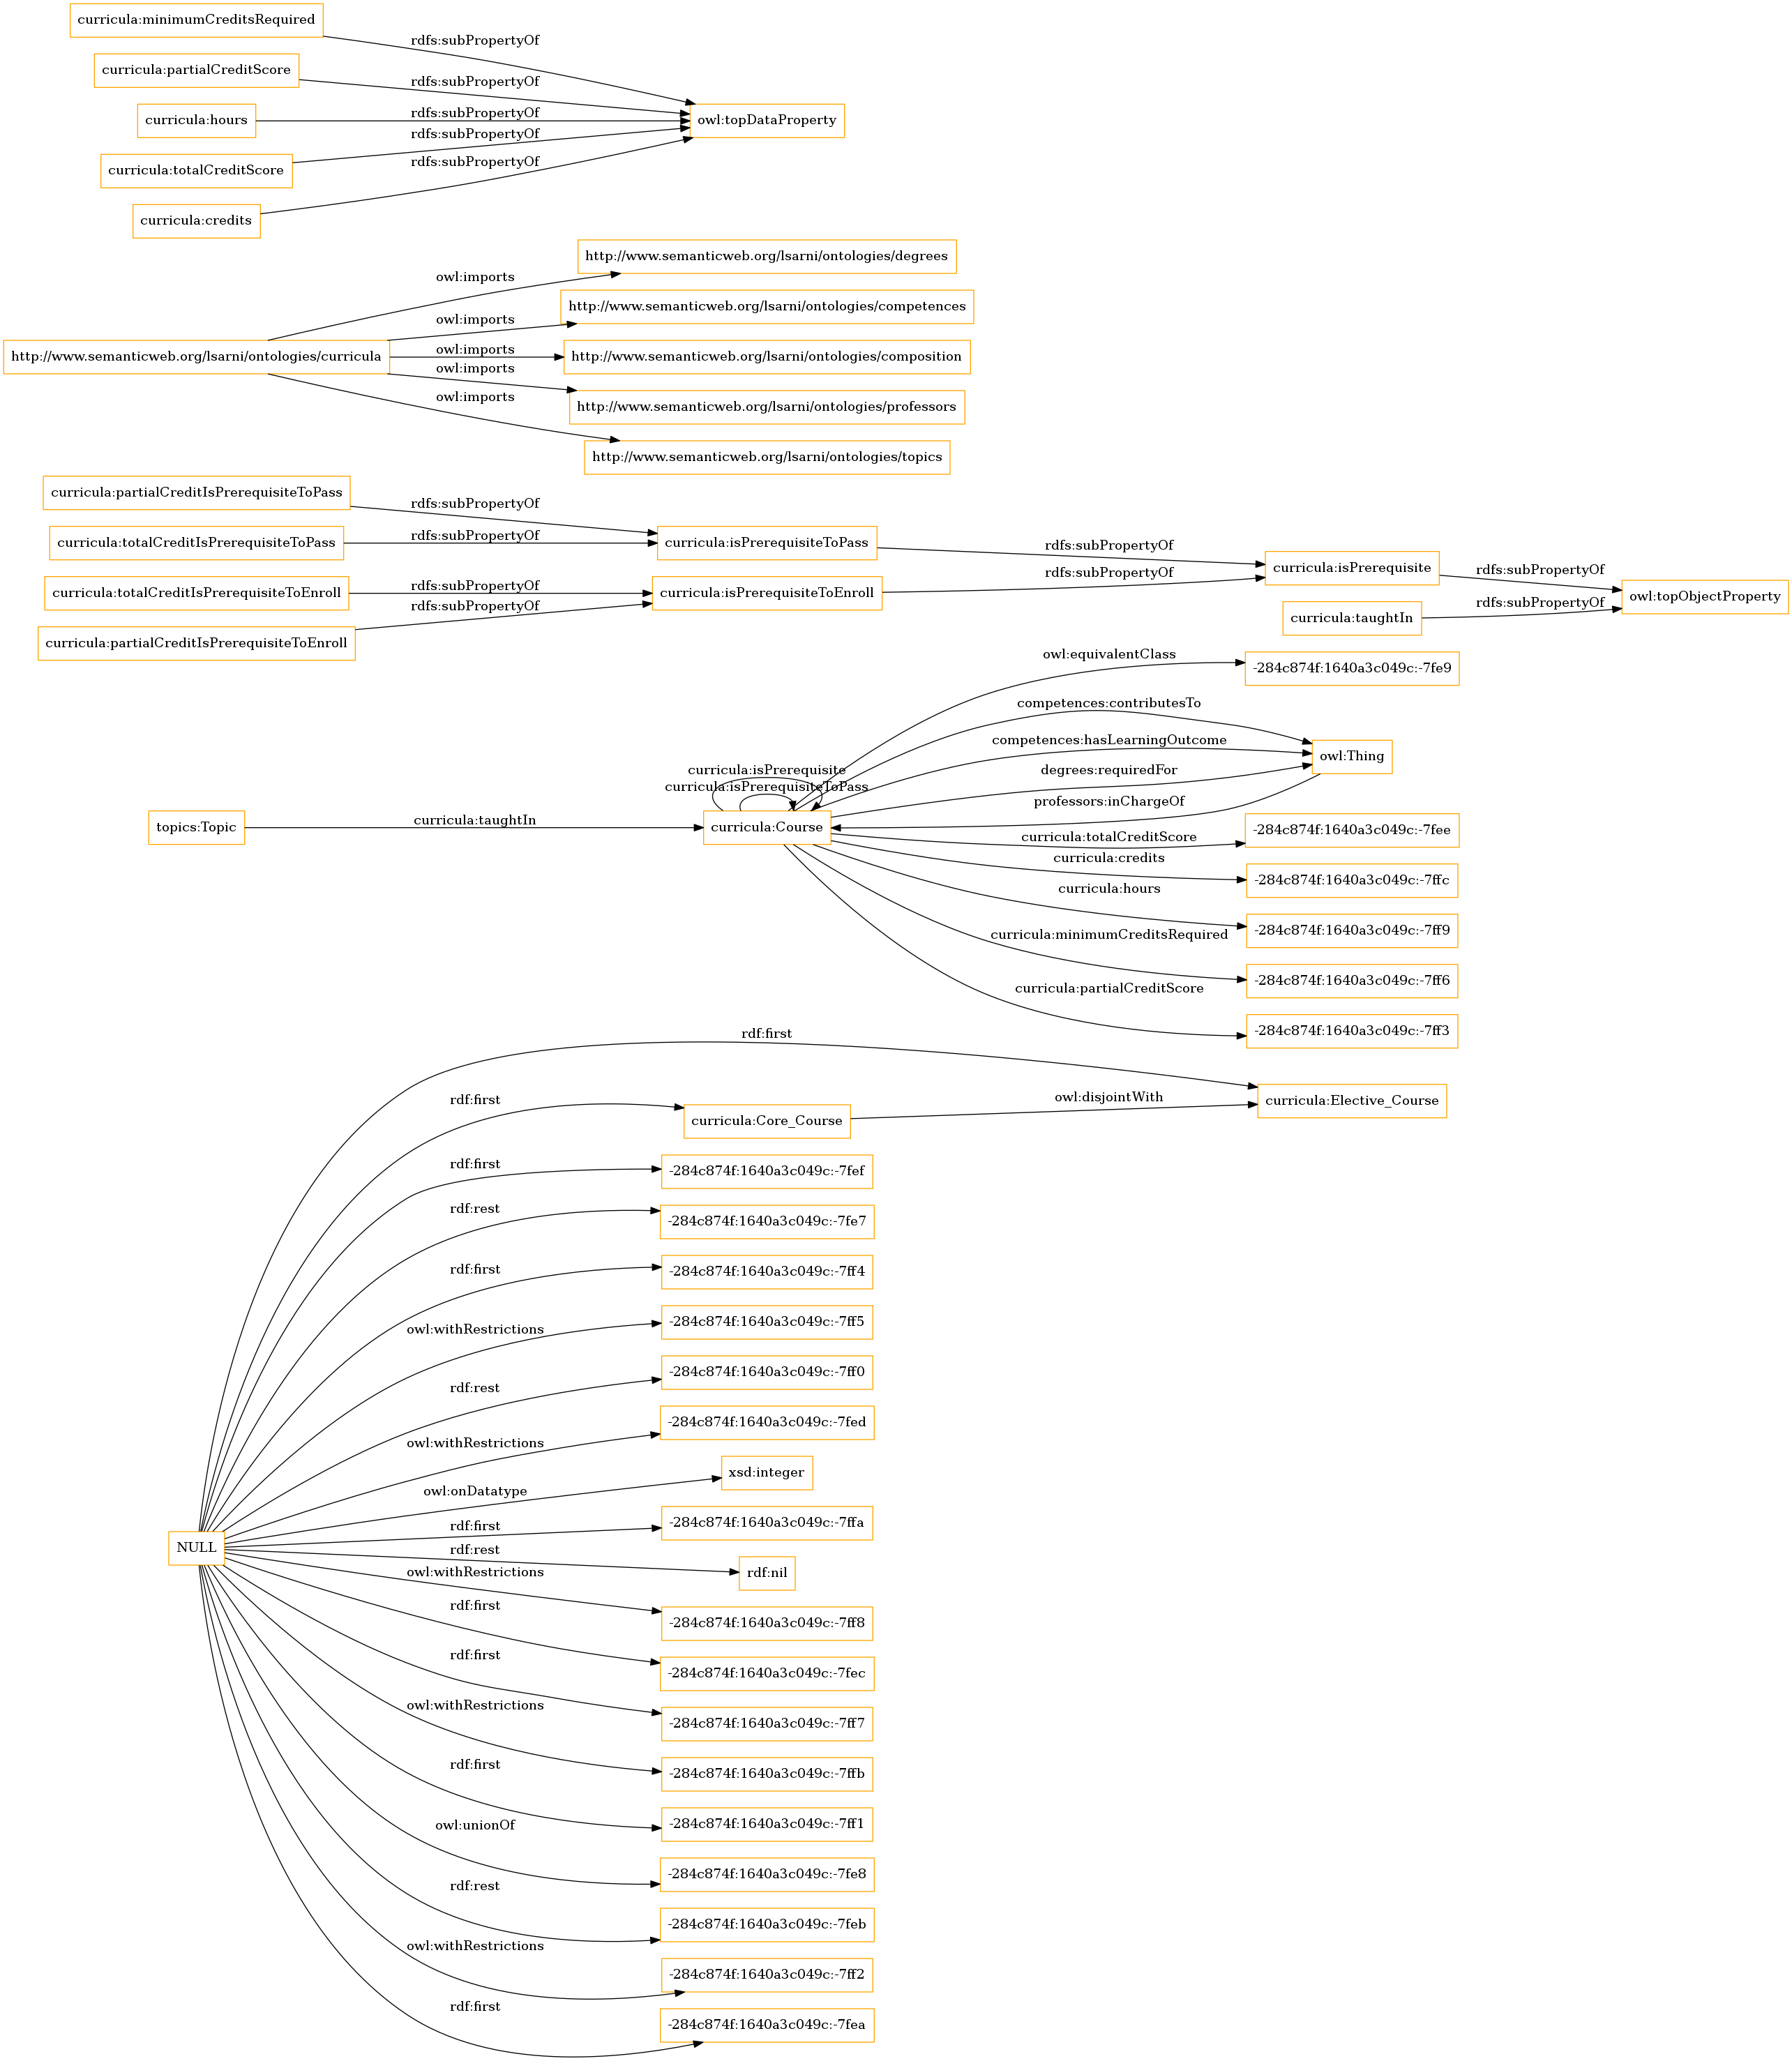 curricula:minimumCreditsRequired
rdfs:subPropertyOf
curricula:partialCreditScore
rdfs:subPropertyOf
curricula:hours
rdfs:subPropertyOf
owl:topDataProperty
rdfs:subPropertyOf
curricula:totalCreditScore
rdfs:subPropertyOf
curricula:credits
http://www.semanticweb.org/lsarni/ontologies/degrees
owl:imports
http://www.semanticweb.org/lsarni/ontologies/competences
owl:imports
http://www.semanticweb.org/lsarni/ontologies/curricula
owl:imports
http://www.semanticweb.org/lsarni/ontologies/composition
owl:imports
http://www.semanticweb.org/lsarni/ontologies/professors
owl:imports
http://www.semanticweb.org/lsarni/ontologies/topics
curricula:partialCreditIsPrerequisiteToPass
rdfs:subPropertyOf
curricula:totalCreditIsPrerequisiteToPass
rdfs:subPropertyOf
curricula:isPrerequisiteToPass
rdfs:subPropertyOf
curricula:isPrerequisite
rdfs:subPropertyOf
curricula:totalCreditIsPrerequisiteToEnroll
rdfs:subPropertyOf
curricula:isPrerequisiteToEnroll
rdfs:subPropertyOf
owl:topObjectProperty
rdfs:subPropertyOf
curricula:partialCreditIsPrerequisiteToEnroll
curricula:taughtIn
rdfs:subPropertyOf
owl:equivalentClass
-284c874f:1640a3c049c:-7fe9
competences:contributesTo
competences:hasLearningOutcome
owl:Thing
curricula:isPrerequisite
degrees:requiredFor
curricula:isPrerequisiteToPass
professors:inChargeOf
topics:Topic
curricula:taughtIn
curricula:Course
curricula:totalCreditScore
-284c874f:1640a3c049c:-7fee
curricula:credits
-284c874f:1640a3c049c:-7ffc
curricula:hours
-284c874f:1640a3c049c:-7ff9
curricula:minimumCreditsRequired
-284c874f:1640a3c049c:-7ff6
curricula:partialCreditScore
-284c874f:1640a3c049c:-7ff3
rdf:first
curricula:Elective_Course
rdf:first
curricula:Core_Course
owl:disjointWith
rdf:first
-284c874f:1640a3c049c:-7fef
rdf:rest
-284c874f:1640a3c049c:-7fe7
rdf:first
-284c874f:1640a3c049c:-7ff4
owl:withRestrictions
-284c874f:1640a3c049c:-7ff5
rdf:rest
-284c874f:1640a3c049c:-7ff0
owl:withRestrictions
-284c874f:1640a3c049c:-7fed
owl:onDatatype
xsd:integer
rdf:first
-284c874f:1640a3c049c:-7ffa
NULL
rdf:rest
rdf:nil
owl:withRestrictions
-284c874f:1640a3c049c:-7ff8
rdf:first
-284c874f:1640a3c049c:-7fec
rdf:first
-284c874f:1640a3c049c:-7ff7
owl:withRestrictions
-284c874f:1640a3c049c:-7ffb
rdf:first
-284c874f:1640a3c049c:-7ff1
owl:unionOf
-284c874f:1640a3c049c:-7fe8
rdf:rest
-284c874f:1640a3c049c:-7feb
owl:withRestrictions
-284c874f:1640a3c049c:-7ff2
rdf:first
-284c874f:1640a3c049c:-7fea